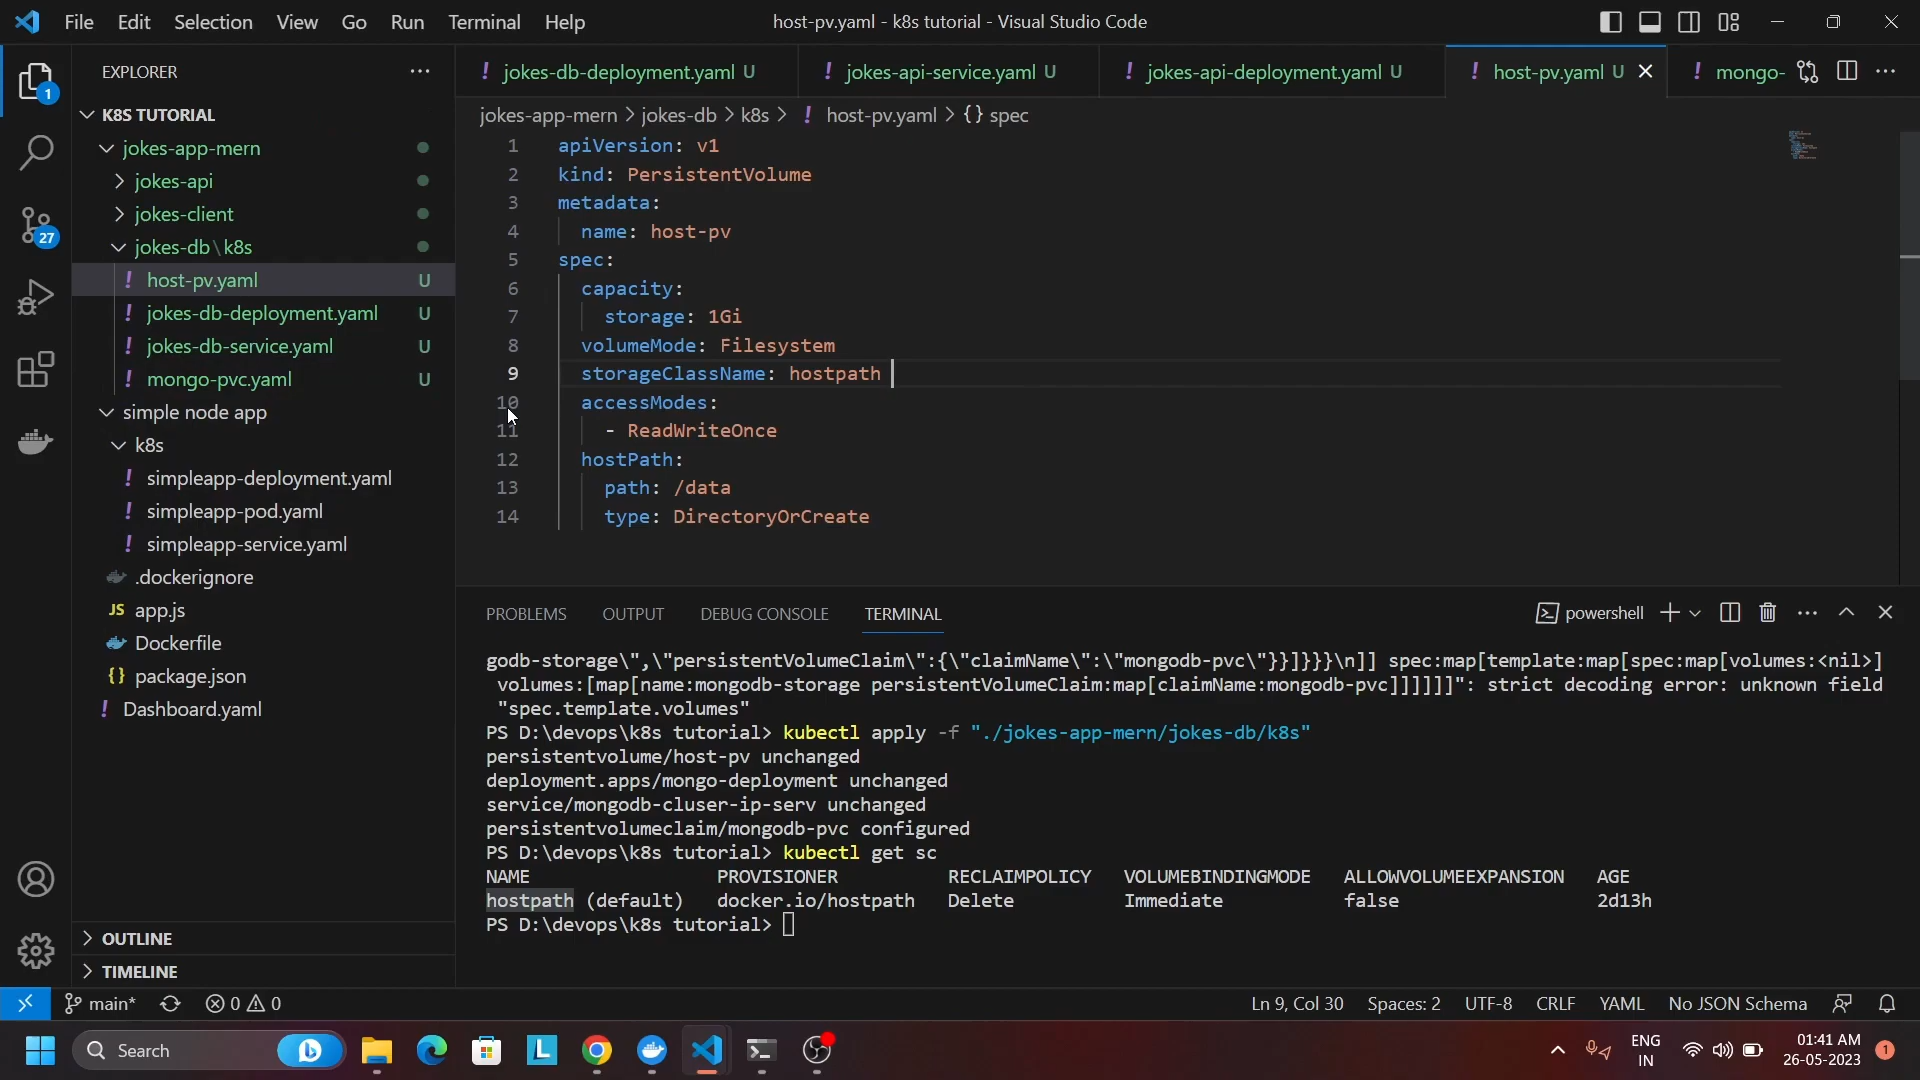 File Edit Selection View Go Run Terminal Help
host-pv.yaml - k8s tutorial - Visual Studio Code
EXPLORER
1
27
K8S TUTORIAL
jokes-app-mern
jokes-api
jokes-client
jokes-db\k8s
! host-pv.yaml U
! jokes-db-deployment.yaml U
! jokes-db-service.yaml U
! mongo-pvc.yaml U
simple node app
k8s
! simpleapp-deployment.yaml
! simpleapp-pod.yaml
! simpleapp-service.yaml
.dockerignore
JS app.js
Dockerfile
{} package.json
! Dashboard.yaml
OUTLINE
TIMELINE
! jokes-db-deployment.yaml U ! jokes-api-service.yaml U ! jokes-api-deployment.yaml U ! host-pv.yaml U ! mongo-
jokes-app-mern > jokes-db > k8s > ! host-pv.yaml > {} spec
1 apiVersion: v1
2 kind: PersistentVolume
3 metadata:
4 name: host-pv
5 spec:
6 capacity:
7 storage: 1Gi
8 volumeMode: Filesystem
9 storageClassName: hostpath
10 accessModes:
11 - ReadWriteOnce
12 hostPath:
13 path: /data
14 type: DirectoryOrCreate
PROBLEMS OUTPUT DEBUG CONSOLE TERMINAL
powershell
godb-storage\",\"persistentVolumeClaim\":{\"claimName\":\"mongodb-pvc\"}}]}}}\n]] spec:map[template:map[spec:map[volumes:<nil>]
volumes:[map[name:mongodb-storage persistentVolumeClaim:map[claimName:mongodb-pvc]]]]]]": strict decoding error: unknown field
"spec.template.volumes"
PS D:\devops\k8s tutorial> kubectl apply -f "./jokes-app-mern/jokes-db/k8s"
persistentvolume/host-pv unchanged
deployment.apps/mongo-deployment unchanged
service/mongodb-cluser-ip-serv unchanged
persistentvolumeclaim/mongodb-pvc configured
PS D:\devops\k8s tutorial> kubectl get sc
NAME PROVISIONER RECLAIMPOLICY VOLUMEBINDINGMODE ALLOWVOLUMEEXPANSION AGE
hostpath (default) docker.io/hostpath Delete Immediate false 2d13h
PS D:\devops\k8s tutorial>
main* 0 0
Ln 9, Col 30 Spaces: 2 UTF-8 CRLF YAML No JSON Schema
Search
L
ENG
IN
01:41 AM
26-05-2023
1